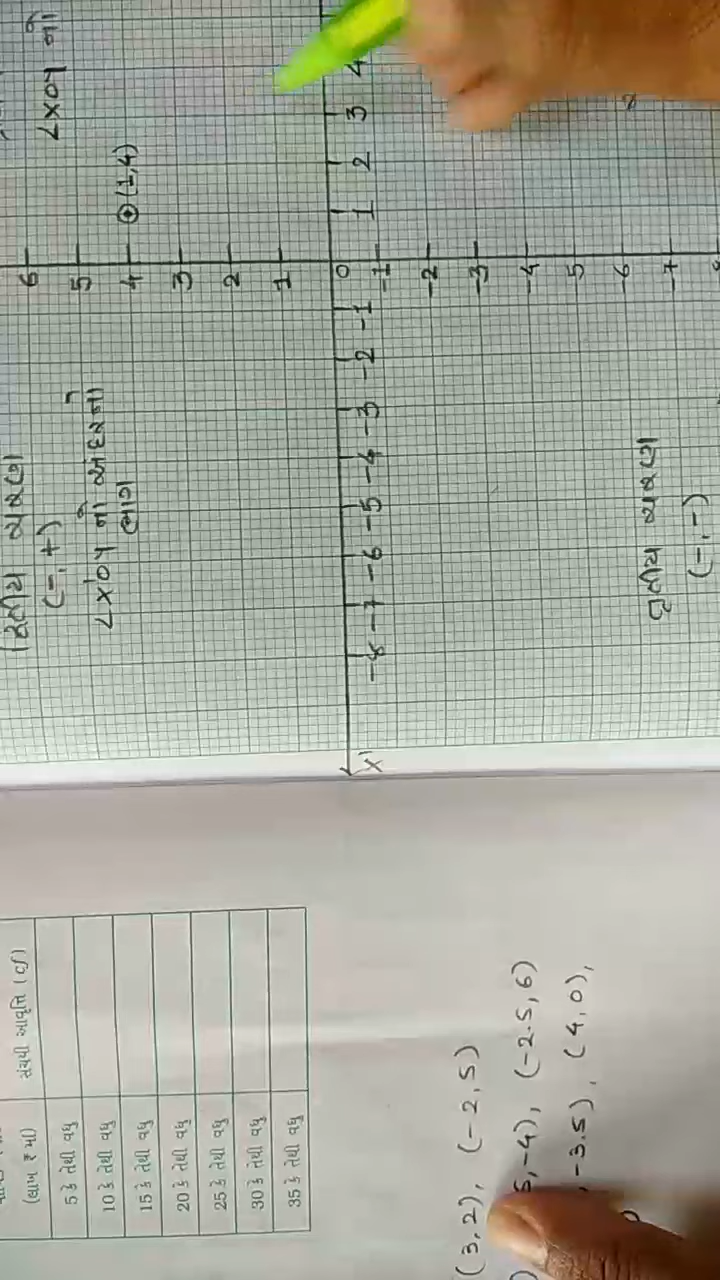 ∠XOY નો
દ્વિતીય ચરણ
(-, +)
∠X'OY નો અંદરનો
ભાગ
(1,4)
6
5
4
3
2
1
0
-1
-2
-3
-4
-5
-6
-7
-8 -7 -6 -5 -4 -3 -2 -1 1 2 3 4
X'
તૃતીય ચરણ
(-, -)
(લાખ ₹ માં) સંચયી આવૃત્તિ (cf)
5 કે તેથી વધુ
10 કે તેથી વધુ
15 કે તેથી વધુ
20 કે તેથી વધુ
25 કે તેથી વધુ
30 કે તેથી વધુ
35 કે તેથી વધુ
(3,2), (-2,5)
5,-4), (-2.5,6)
,-3.5), (4,0),